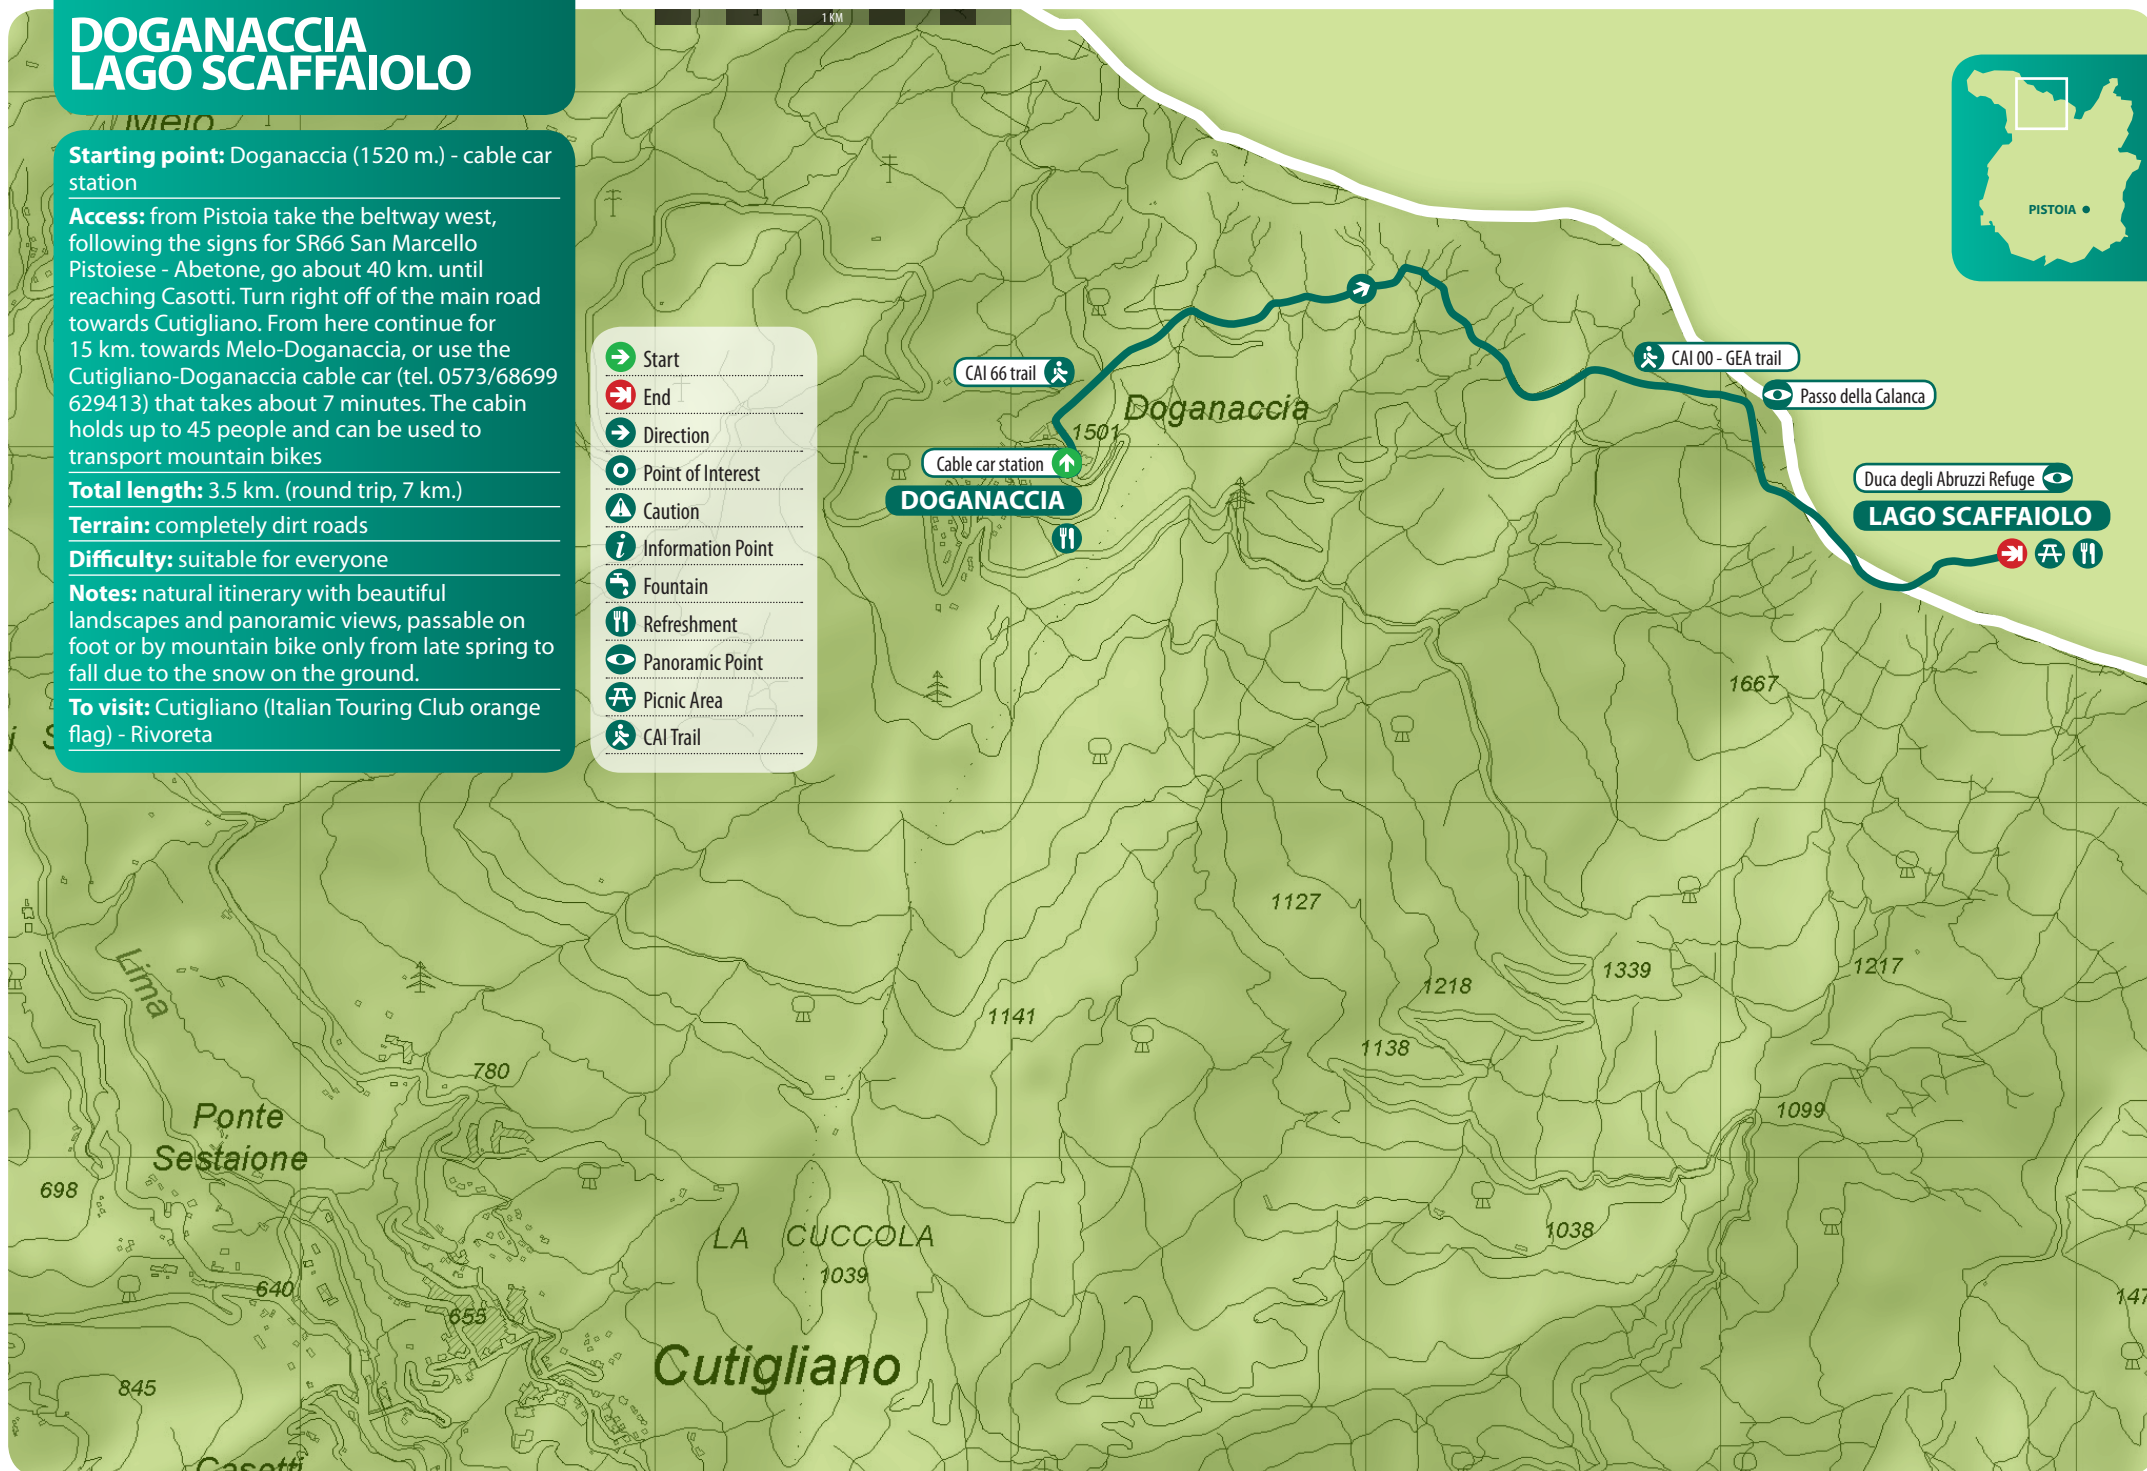 DOGANACCIA
LAGO SCAFFAIOLO
1 KM
Melo
Starting point: Doganaccia (1520 m.) - cable car
station
Access: from Pistoia take the beltway west,
following the signs for SR66 San Marcello
Pistoiese - Abetone, go about 40 km. until
reaching Casotti. Turn right off of the main road
towards Cutigliano. From here continue for
15 km. towards Melo-Doganaccia, or use the
Cutigliano-Doganaccia cable car (tel. 0573/68699
629413) that takes about 7 minutes. The cabin
holds up to 45 people and can be used to
transport mountain bikes
Total length: 3.5 km. (round trip, 7 km.)
Terrain: completely dirt roads
Difficulty: suitable for everyone
Notes: natural itinerary with beautiful
landscapes and panoramic views, passable on
foot or by mountain bike only from late spring to
fall due to the snow on the ground.
To visit: Cutigliano (Italian Touring Club orange
flag) - Rivoreta
Start
End
Direction
Point of Interest
Caution
Information Point
Fountain
Refreshment
Panoramic Point
Picnic Area
CAI Trail
PISTOIA
CAI 66 trail
Doganaccia
1501
Cable car station
DOGANACCIA
CAI 00 - GEA trail
Passo della Calanca
Duca degli Abruzzi Refuge
LAGO SCAFFAIOLO
1667
1127
1339
1217
1218
1141
1138
1099
1038
Lima
780
Ponte
Sestaione
698
LA CUCCOLA
1039
640
655
147
Cutigliano
845
Casotti